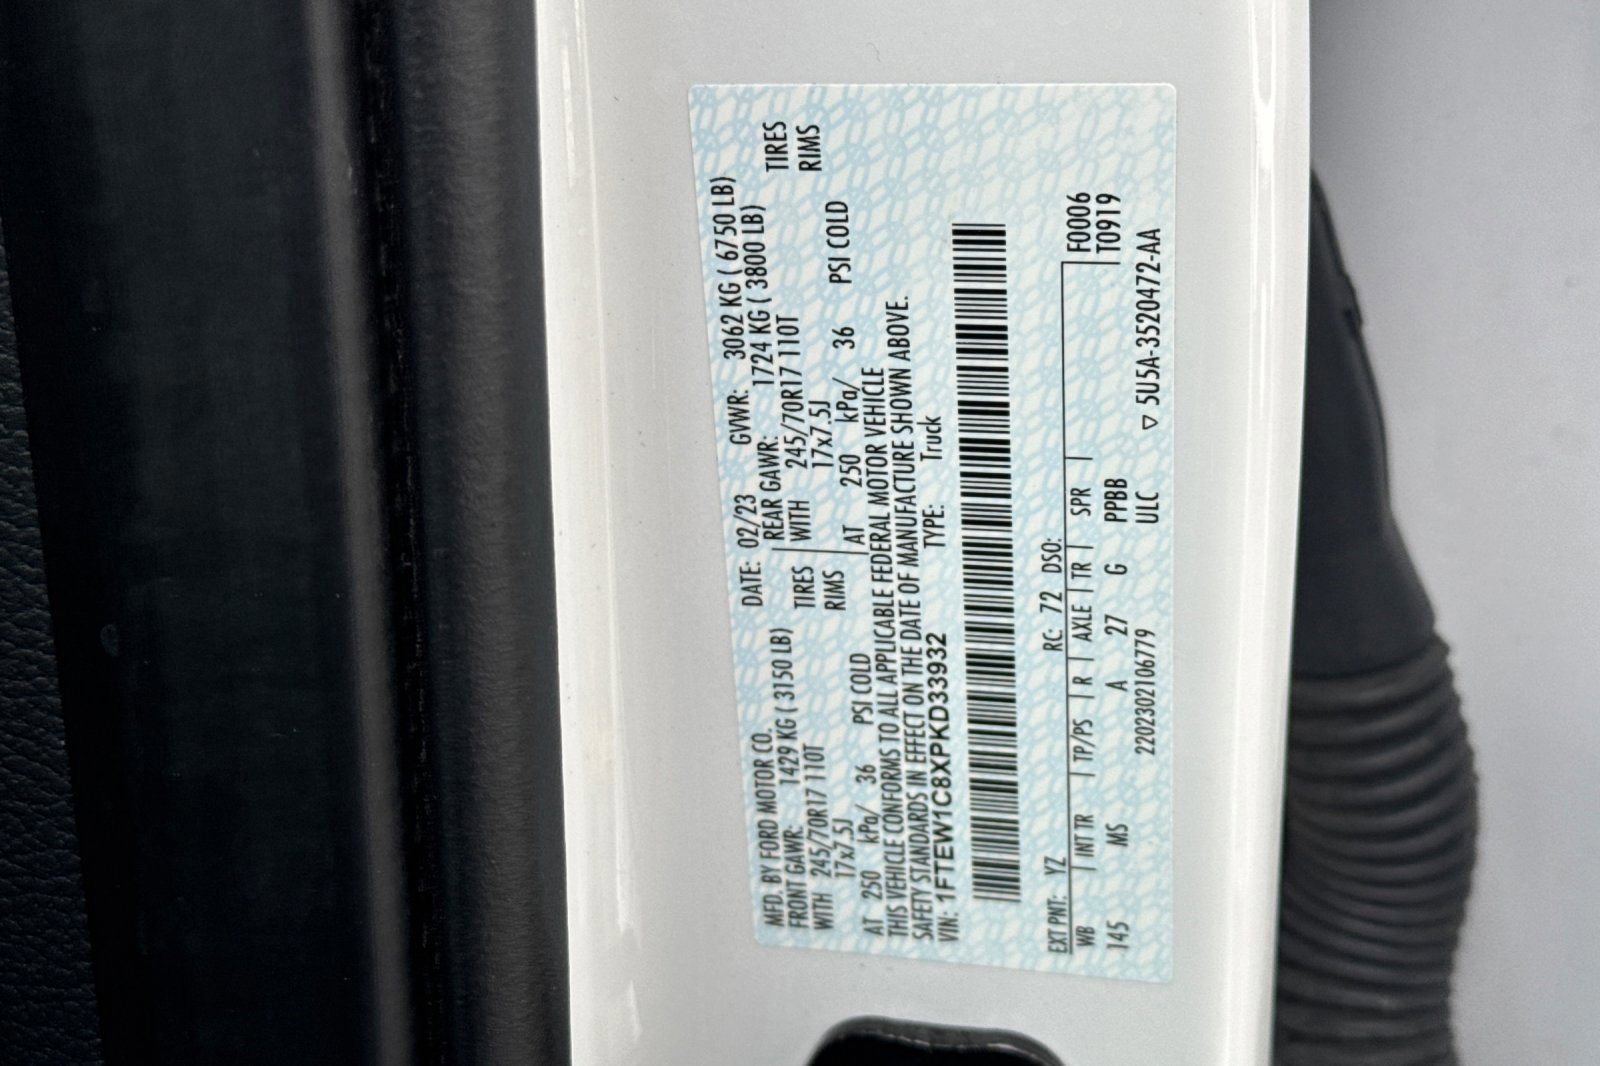 MFD. BY FORD MOTOR CO. DATE: 02/23 GVWR: 3062 KG ( 6750 LB)
FRONT GAWR: 1429 KG ( 3150 LB) REAR GAWR: 1724 KG ( 3800 LB)
WITH 245/70R17 110T TIRES WITH 245/70R17 110T TIRES
17x7.5J RIMS 17x7.5J RIMS
AT 250 kPa/ 36 PSI COLD AT 250 kPa/ 36 PSI COLD
THIS VEHICLE CONFORMS TO ALL APPLICABLE FEDERAL MOTOR VEHICLE
SAFETY STANDARDS IN EFFECT ON THE DATE OF MANUFACTURE SHOWN ABOVE.
VIN: 1FTEW1C8XPKD33932 TYPE: Truck
EXT PNT: YZ RC: 72 DSO: F0006
WB INT TR TP/PS R AXLE TR SPR T0919
145 MS A 27 G PPBB
2202302106779 ULC ▽ 5U5A-3520472-AA